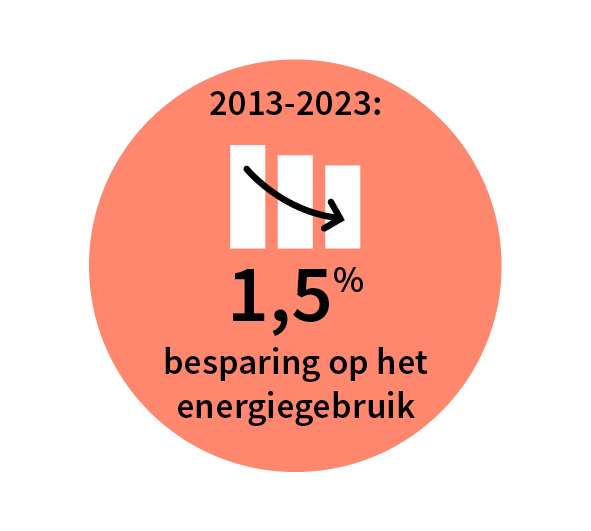 2013-2023:
1,5%
besparing op het
energiegebruik